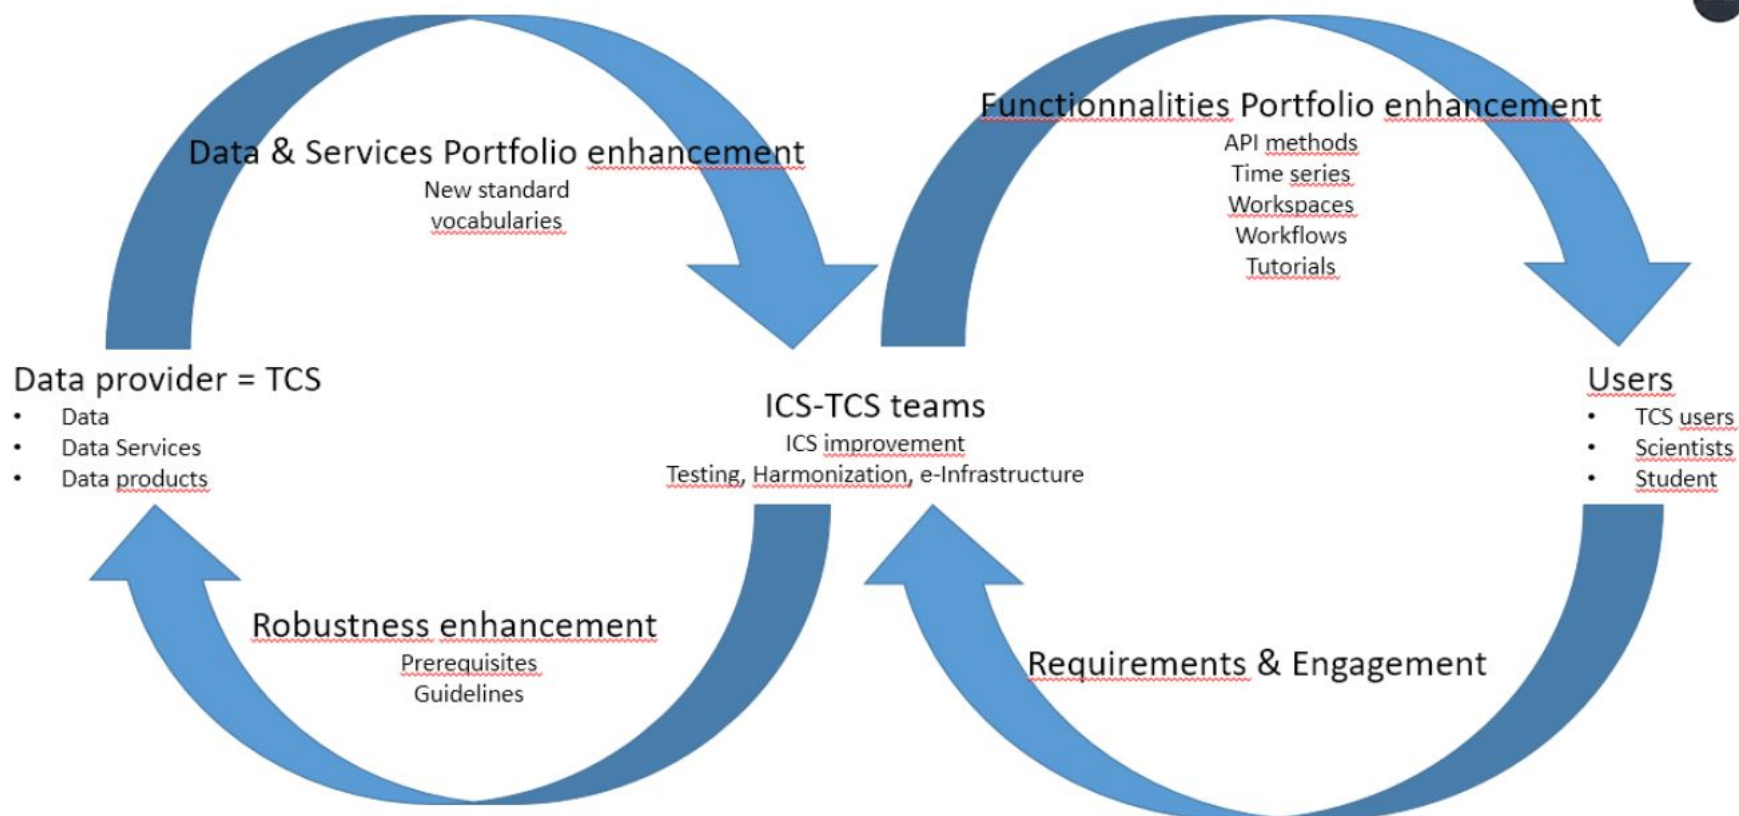 Functionnalities Portfolio enhancement
API methods
Time series
Workspaces
Workflows
Tutorials
Data & Services Portfolio enhancement
New standard
vocabularies
Data provider = TCS
• Data
• Data Services
• Data products
ICS-TCS teams
ICS improvement
Testing, Harmonization, e-Infrastructure
Users
• TCS users
• Scientists
• Student
Robustness enhancement
Prerequisites
Guidelines
Requirements & Engagement